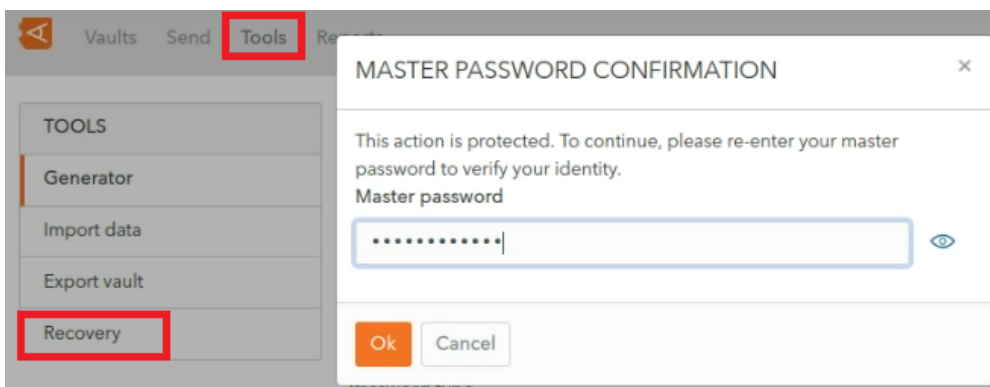 Vaults Send Tools Reports
MASTER PASSWORD CONFIRMATION ×
TOOLS
This action is protected. To continue, please re-enter your master
password to verify your identity.
Generator
Master password
Import data
••••••••••••
Export vault
Recovery
Ok Cancel